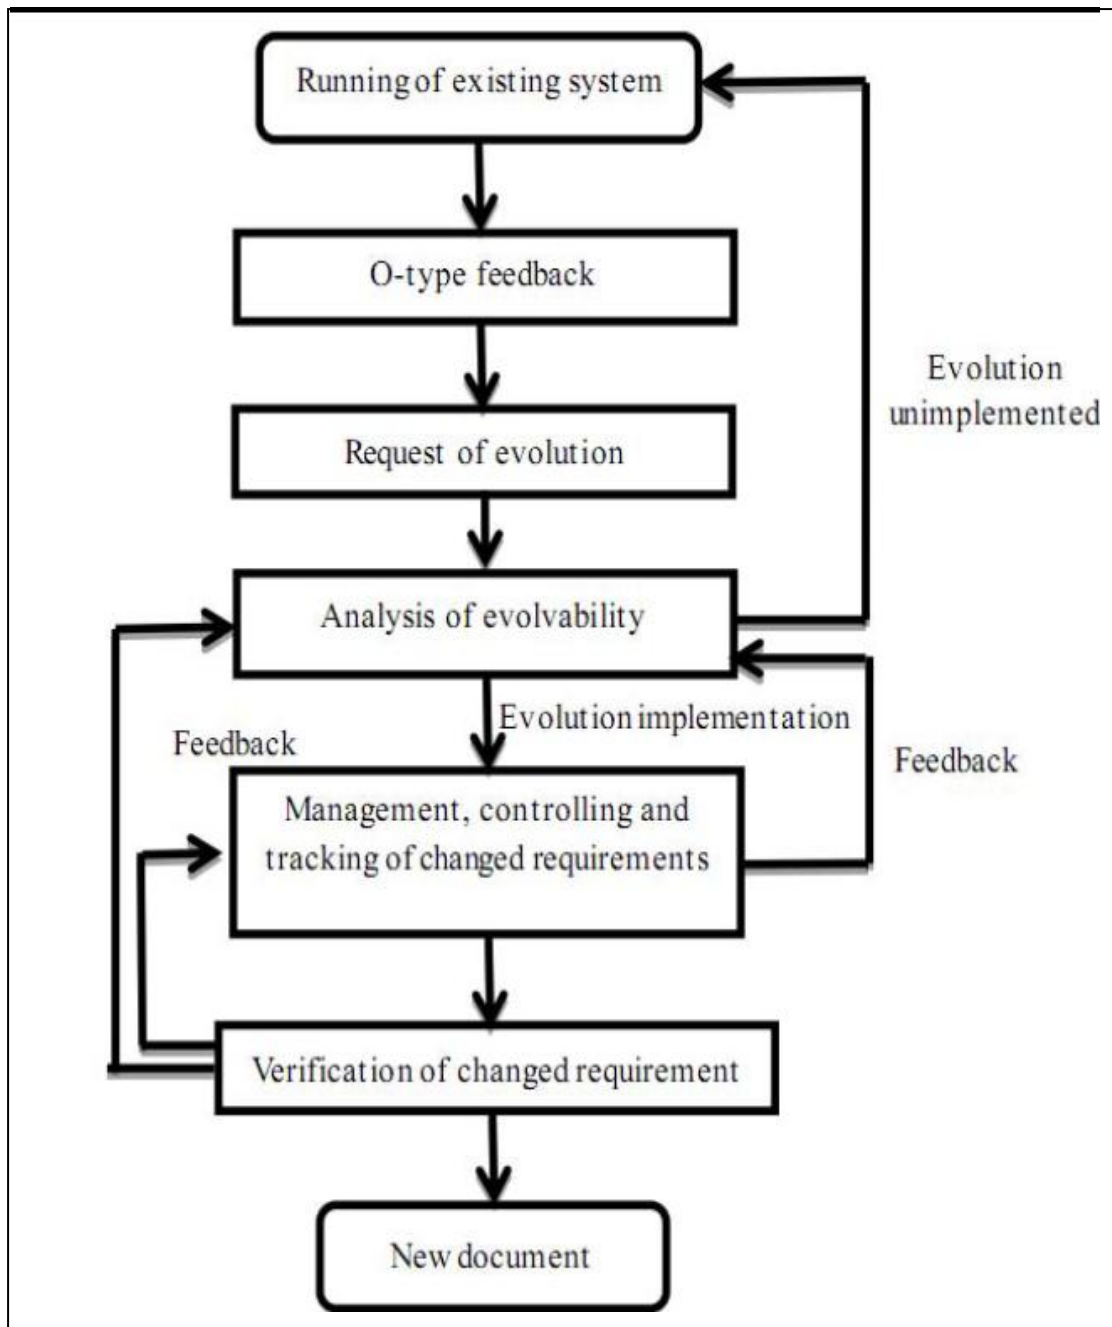 Running of existing system
O-type feedback
Evolution
unimplemented
Request of evolution
Analysis of evolvability
Evolution implementation
Feedback
Feedback
Management, controlling and
tracking of changed requirements
Verification of changed requirement
New document